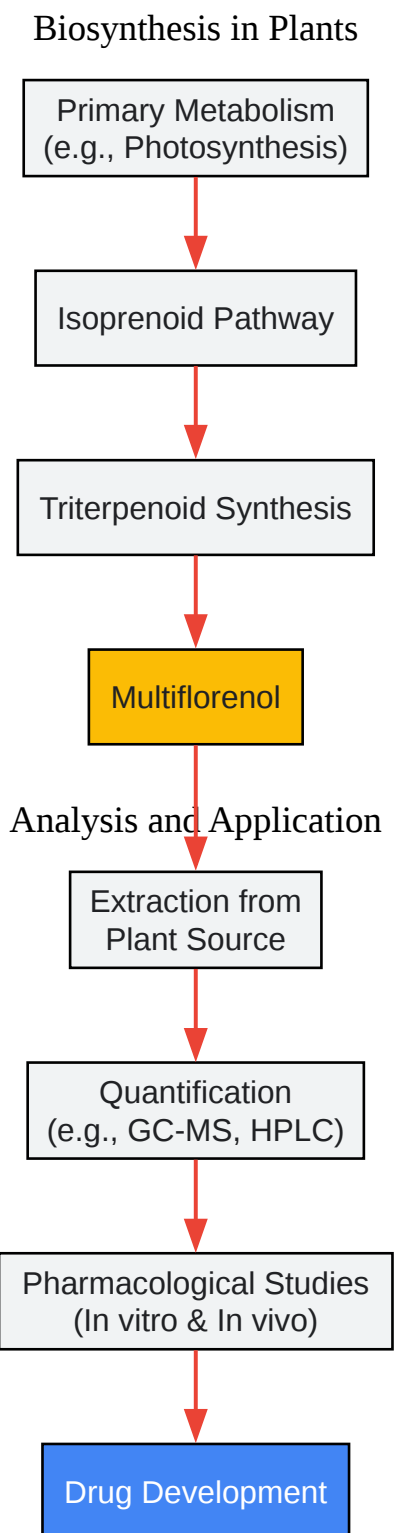 Biosynthesis in Plants
Primary Metabolism
(e.g., Photosynthesis)
Isoprenoid Pathway
Triterpenoid Synthesis
Multiflorenol
Analysis and Application
Extraction from
Plant Source
Quantification
(e.g., GC-MS, HPLC)
Pharmacological Studies
(In vitro & In vivo)
Drug Development